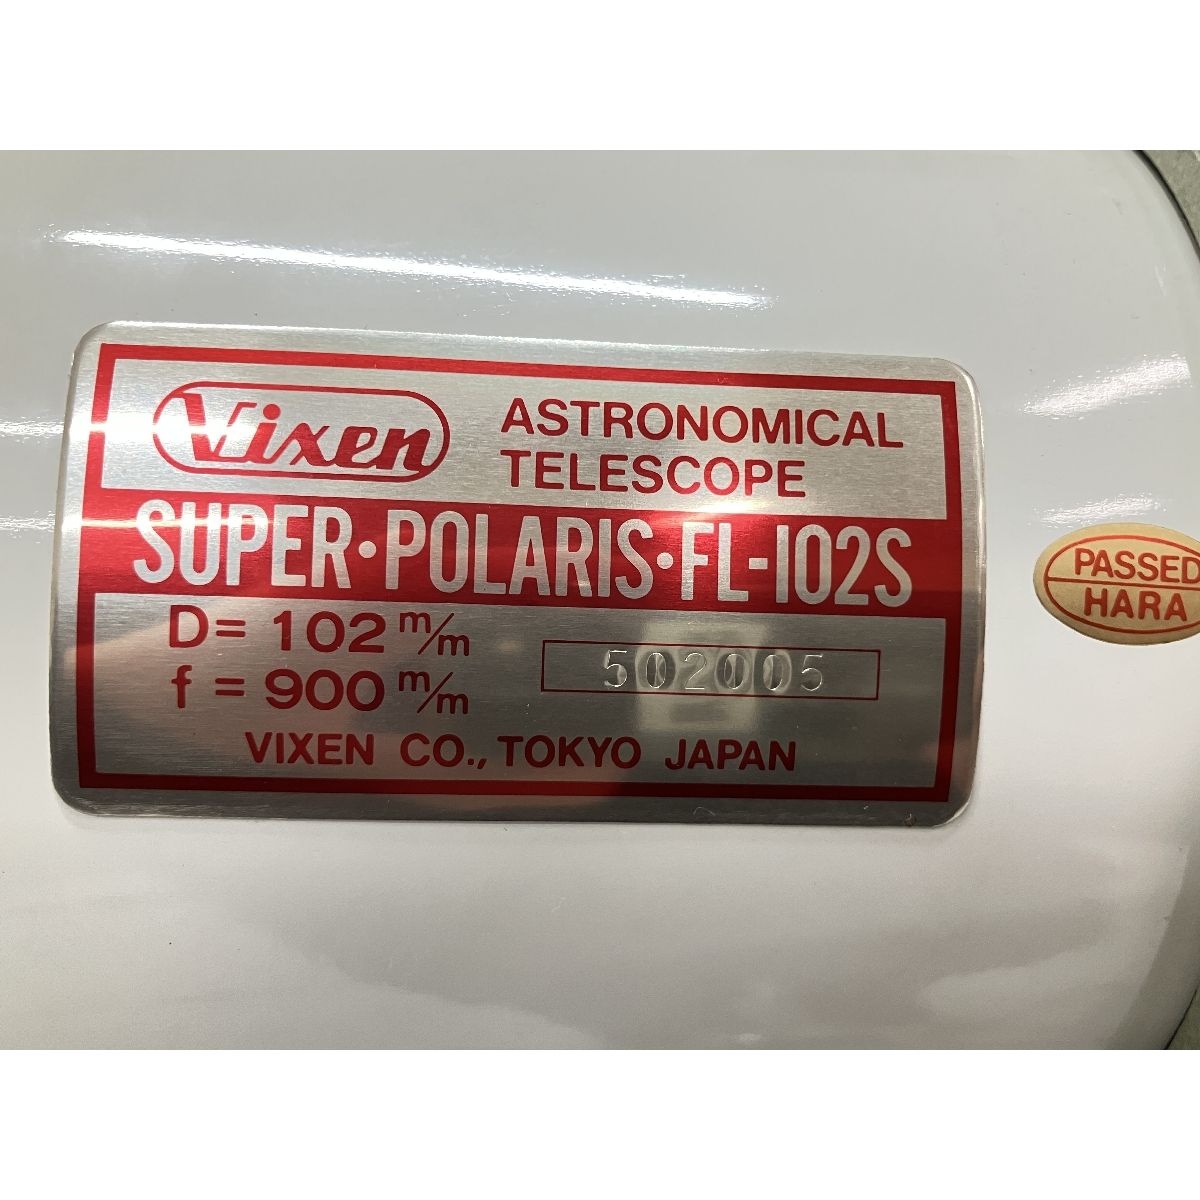 Vixen
ASTRONOMICAL
TELESCOPE
SUPER·POLARIS·FL-102S
D= 102 m/m
f = 900 m/m
502005
VIXEN CO., TOKYO JAPAN
PASSED
HARA